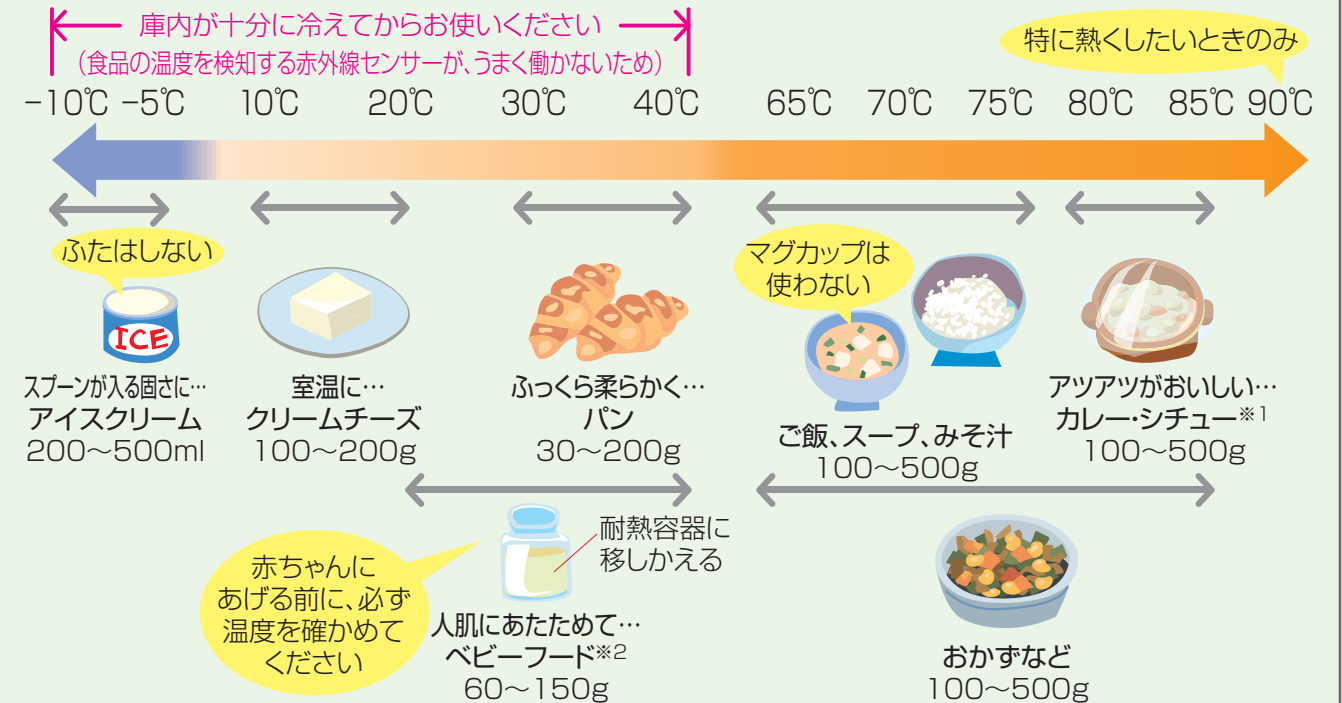 庫内が十分に冷えてからお使いください
(食品の温度を検知する赤外線センサーが、うまく働かないため)
特に熱くしたいときのみ
−10℃ −5℃ 10℃ 20℃ 30℃ 40℃ 65℃ 70℃ 75℃ 80℃ 85℃ 90℃
ふたはしない
ICE
スプーンが入る固さに…
アイスクリーム
200〜500ml
室温に…
クリームチーズ
100〜200g
ふっくら柔らかく…
パン
30〜200g
マグカップは
使わない
ご飯、スープ、みそ汁
100〜500g
アツアツがおいしい…
カレー・シチュー※1
100〜500g
赤ちゃんに
あげる前に、必ず
温度を確かめて
ください
耐熱容器に
移しかえる
人肌にあたためて…
ベビーフード※2
60〜150g
おかずなど
100〜500g